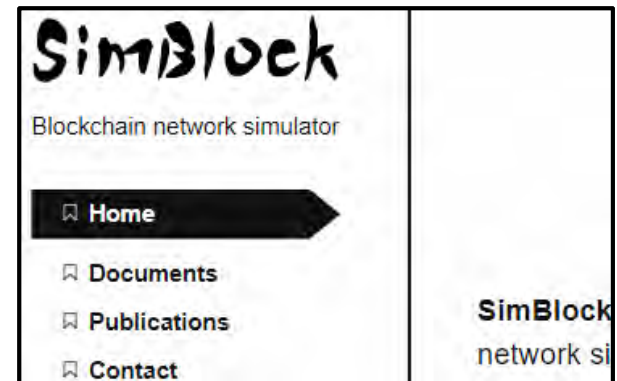 SimBlock
Blockchain network simulator
Home
Documents
Publications
Contact
SimBlock
network si